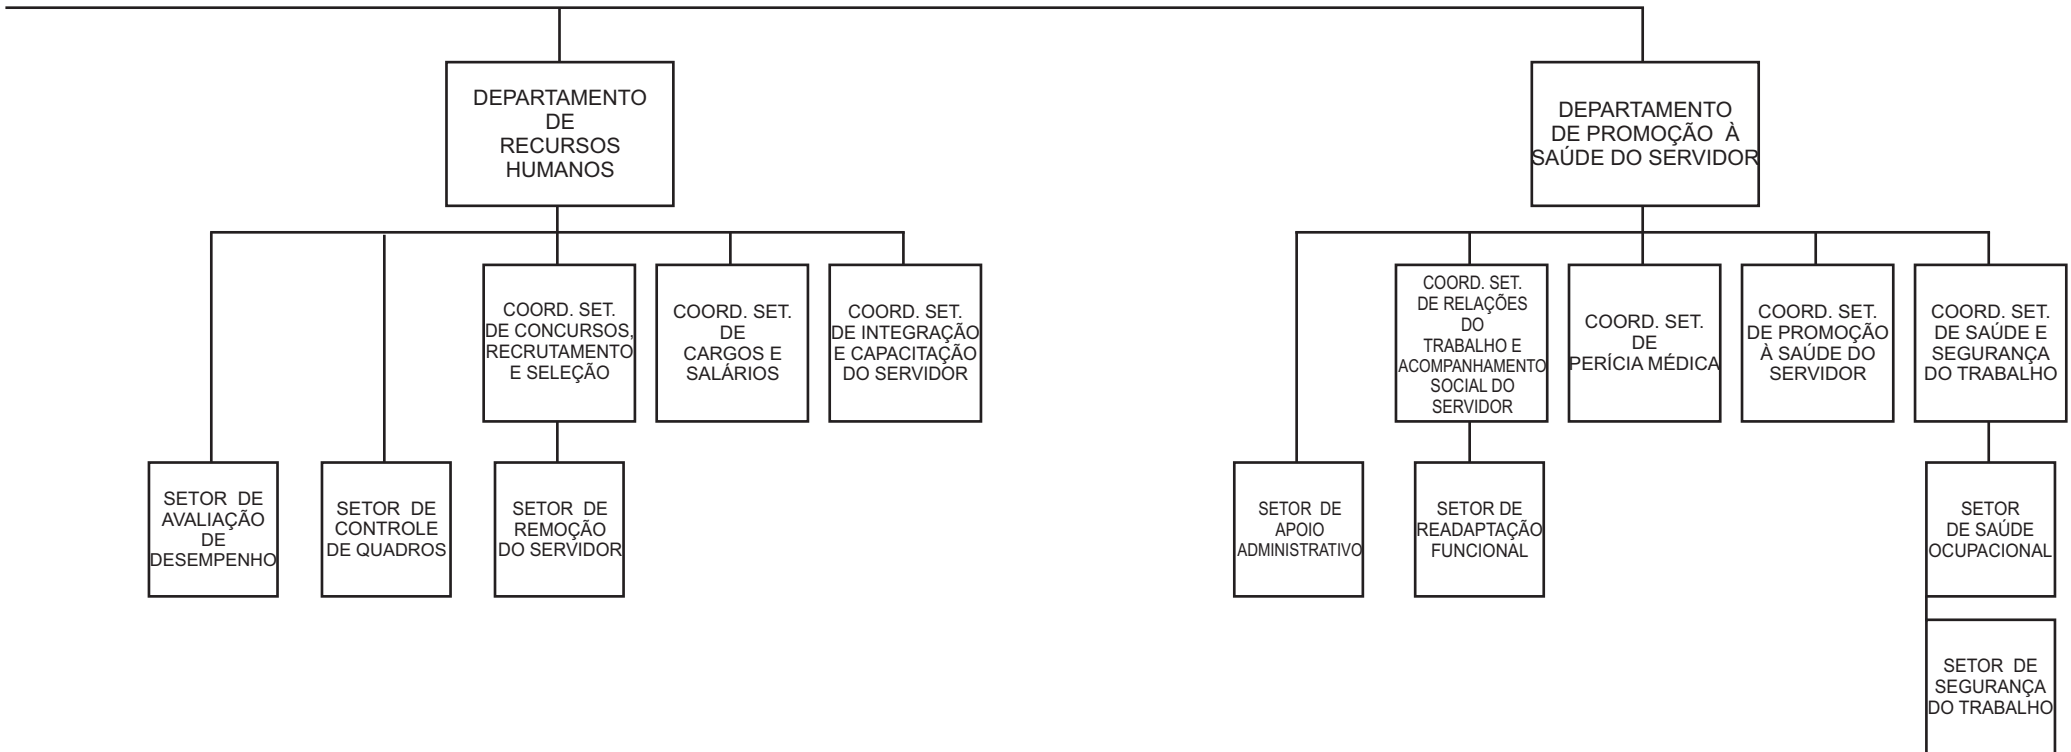 DEPARTAMENTO
DE
RECURSOS
HUMANOS
DEPARTAMENTO
DE PROMOÇÃO À
SAÚDE DO SERVIDOR
COORD. SET.
DE CONCURSOS,
RECRUTAMENTO
E SELEÇÃO
COORD. SET.
DE
CARGOS E
SALÁRIOS
COORD. SET.
DE INTEGRAÇÃO
E CAPACITAÇÃO
DO SERVIDOR
COORD. SET.
DE RELAÇÕES
DO
TRABALHO E
ACOMPANHAMENTO
SOCIAL DO
SERVIDOR
COORD. SET.
DE
PERÍCIA MÉDICA
COORD. SET.
DE PROMOÇÃO
À SAÚDE DO
SERVIDOR
COORD. SET.
DE SAÚDE E
SEGURANÇA
DO TRABALHO
SETOR DE
AVALIAÇÃO
DE
DESEMPENHO
SETOR DE
CONTROLE
DE QUADROS
SETOR DE
REMOÇÃO
DO SERVIDOR
SETOR DE
APOIO
ADMINISTRATIVO
SETOR DE
READAPTAÇÃO
FUNCIONAL
SETOR
DE SAÚDE
OCUPACIONAL
SETOR DE
SEGURANÇA
DO TRABALHO